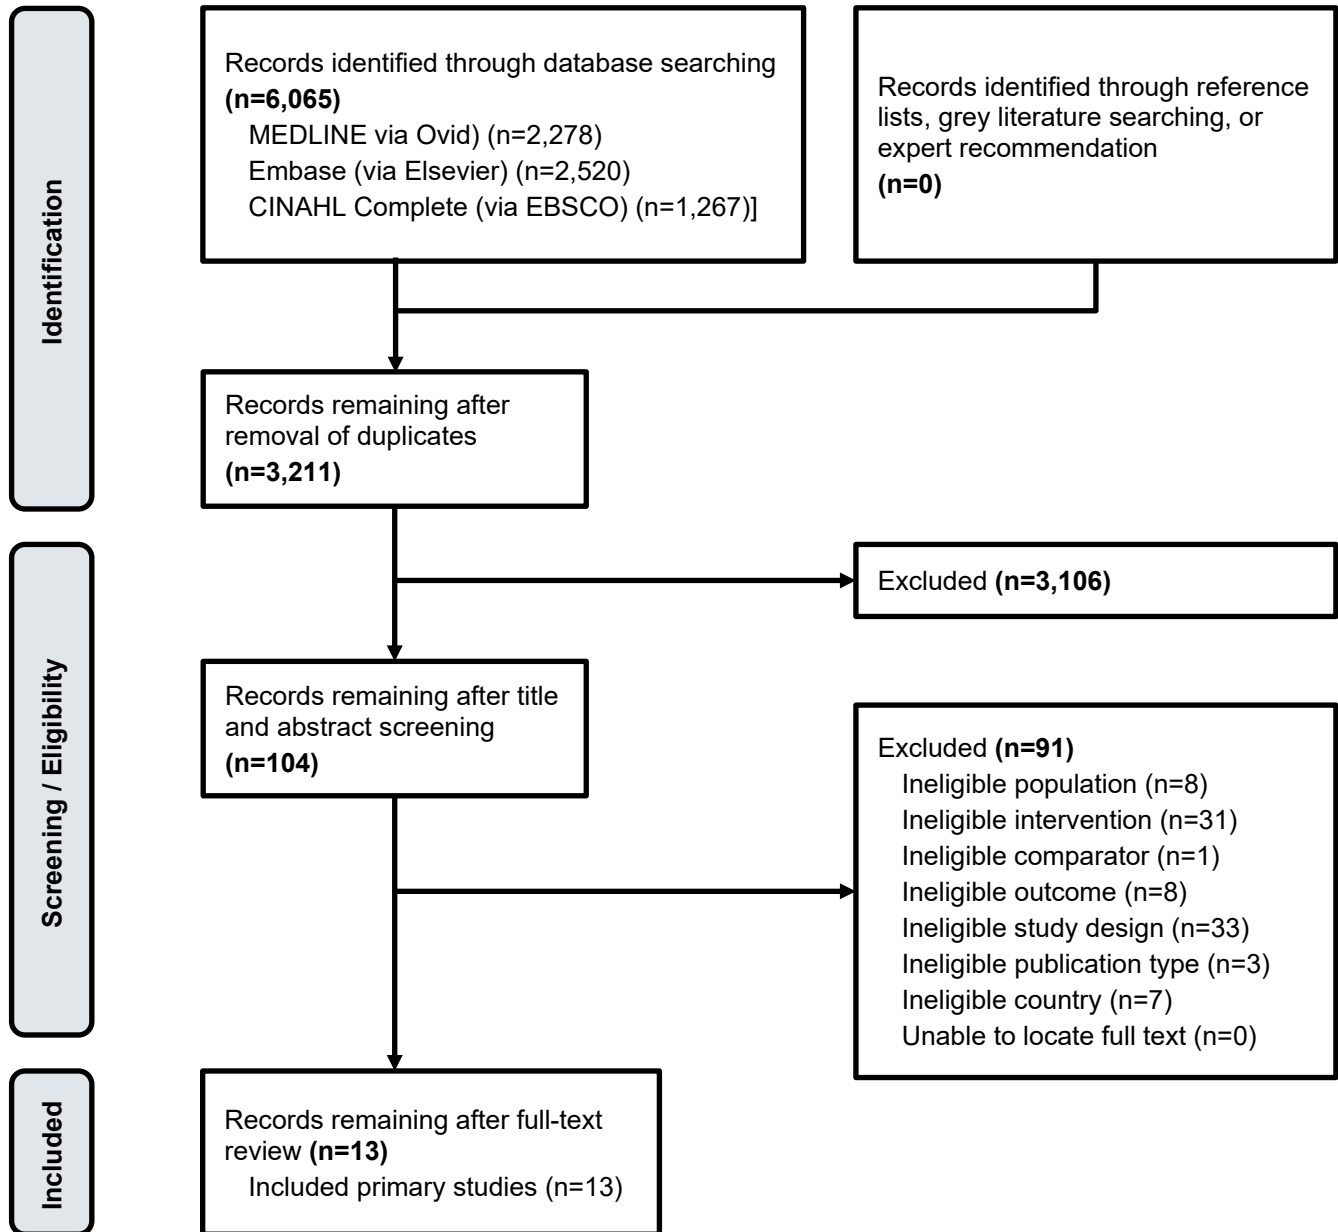 Identification
Records identified through database searching
(n=6,065)
MEDLINE via Ovid) (n=2,278)
Embase (via Elsevier) (n=2,520)
CINAHL Complete (via EBSCO) (n=1,267)]
Records identified through reference
lists, grey literature searching, or
expert recommendation
(n=0)
Records remaining after
removal of duplicates
(n=3,211)
Screening / Eligibility
Excluded (n=3,106)
Records remaining after title
and abstract screening
(n=104)
Excluded (n=91)
Ineligible population (n=8)
Ineligible intervention (n=31)
Ineligible comparator (n=1)
Ineligible outcome (n=8)
Ineligible study design (n=33)
Ineligible publication type (n=3)
Ineligible country (n=7)
Unable to locate full text (n=0)
Included
Records remaining after full-text
review (n=13)
Included primary studies (n=13)